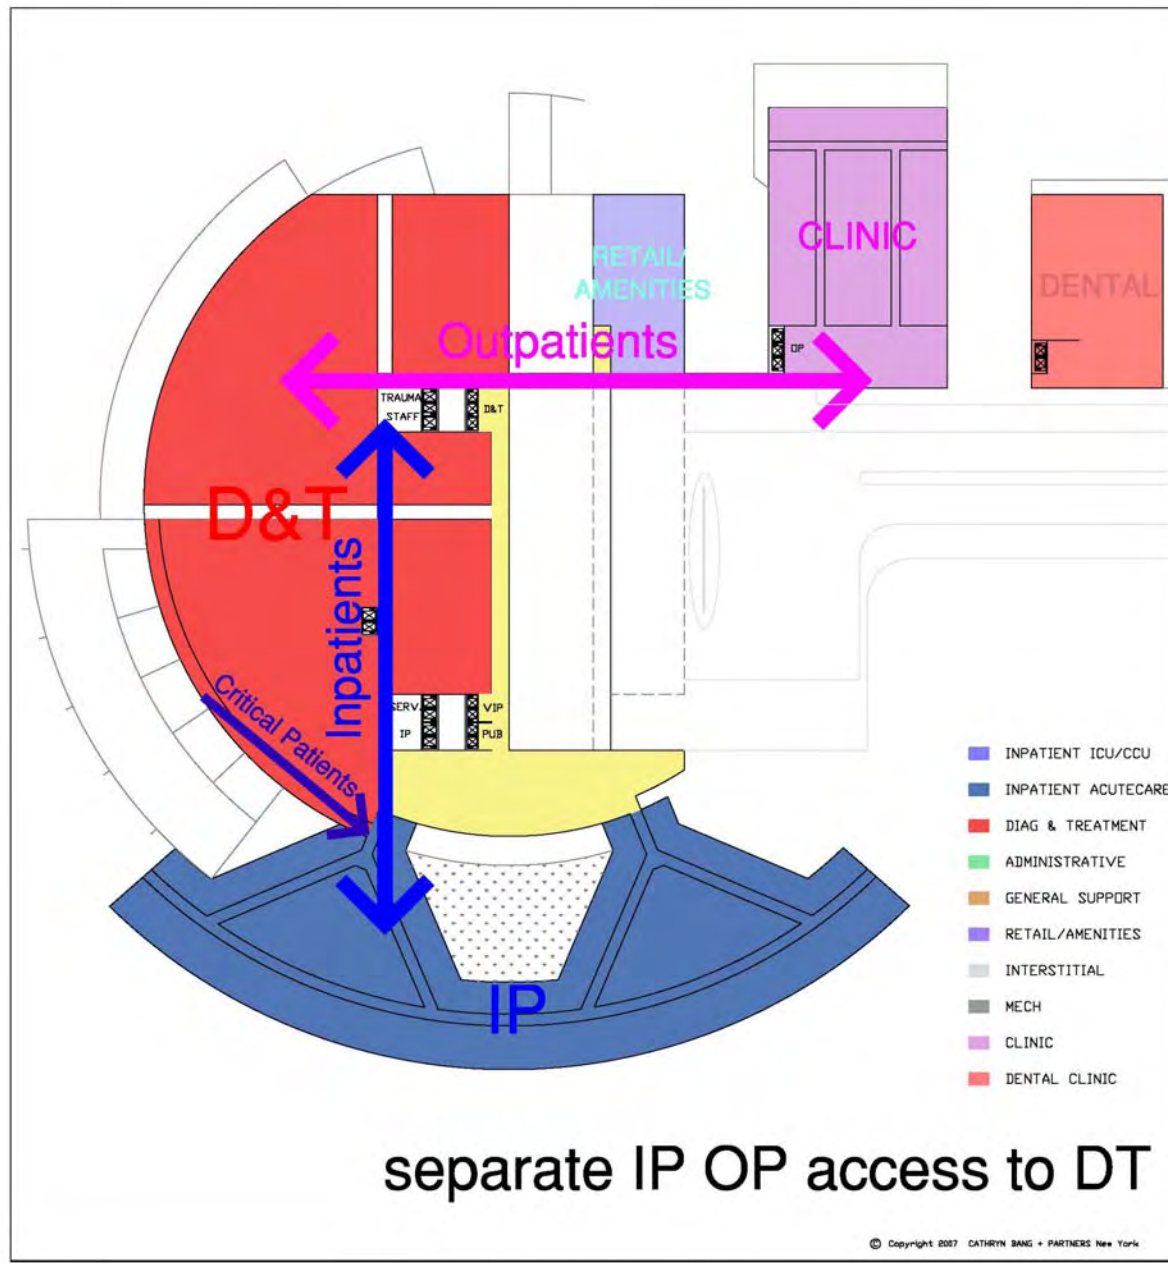 CLINIC
RETAIL/
AMENITIES
DENTAL
Outpatients
OP
TRAUMA
STAFF
D&T
D&T
Inpatients
Critical Patients
SERV.
IP
VIP
PUB
IP
INPATIENT ICU/CCU
INPATIENT ACUTECARE
DIAG & TREATMENT
ADMINISTRATIVE
GENERAL SUPPORT
RETAIL/AMENITIES
INTERSTITIAL
MECH
CLINIC
DENTAL CLINIC
separate IP OP access to DT
© Copyright 2007 CATHRYN BANG + PARTNERS New York